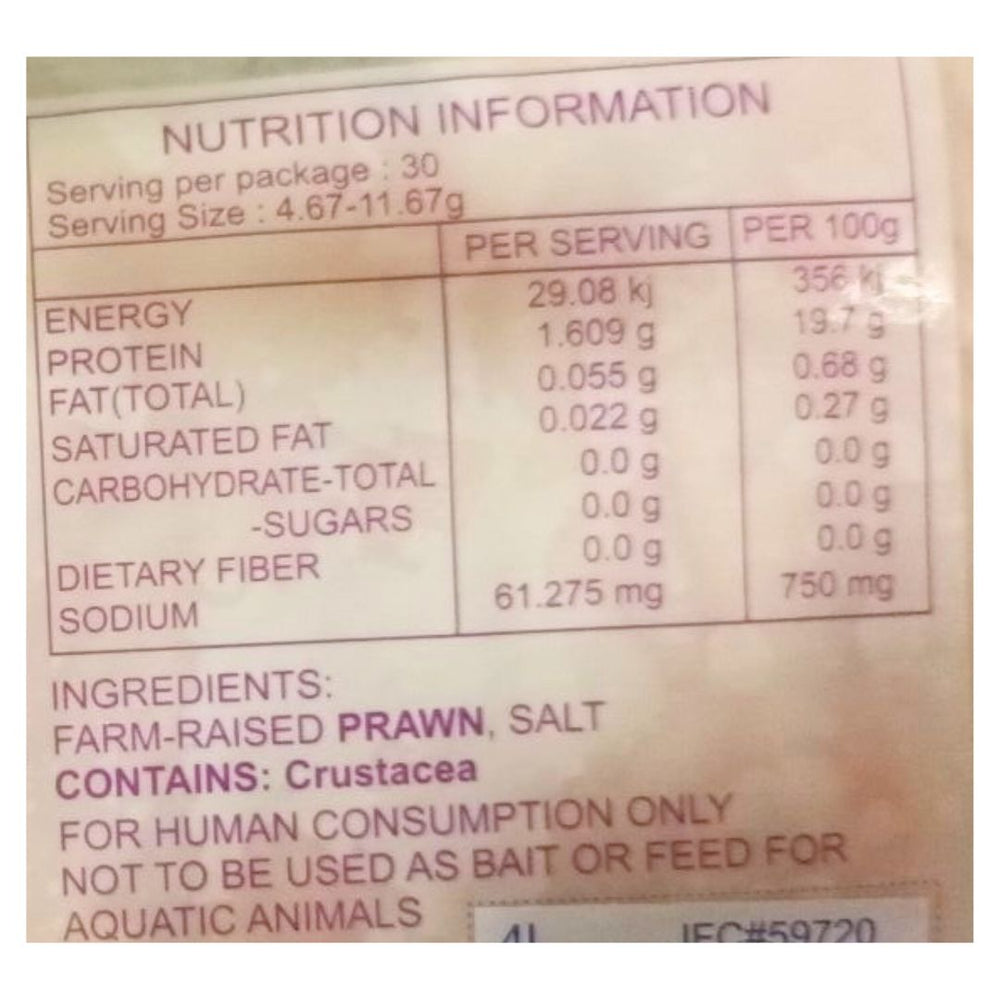 NUTRITION INFORMATION
Serving per package : 30
Serving Size : 4.67-11.67g
PER SERVING PER 100g
ENERGY 29.08 kj 356 kj
PROTEIN 1.609 g 19.7 g
FAT(TOTAL) 0.055 g 0.68 g
SATURATED FAT 0.022 g 0.27 g
CARBOHYDRATE-TOTAL 0.0 g 0.0 g
-SUGARS 0.0 g 0.0 g
DIETARY FIBER 0.0 g 0.0 g
SODIUM 61.275 mg 750 mg
INGREDIENTS:
FARM-RAISED PRAWN, SALT
CONTAINS: Crustacea
FOR HUMAN CONSUMPTION ONLY
NOT TO BE USED AS BAIT OR FEED FOR
AQUATIC ANIMALS
#59720